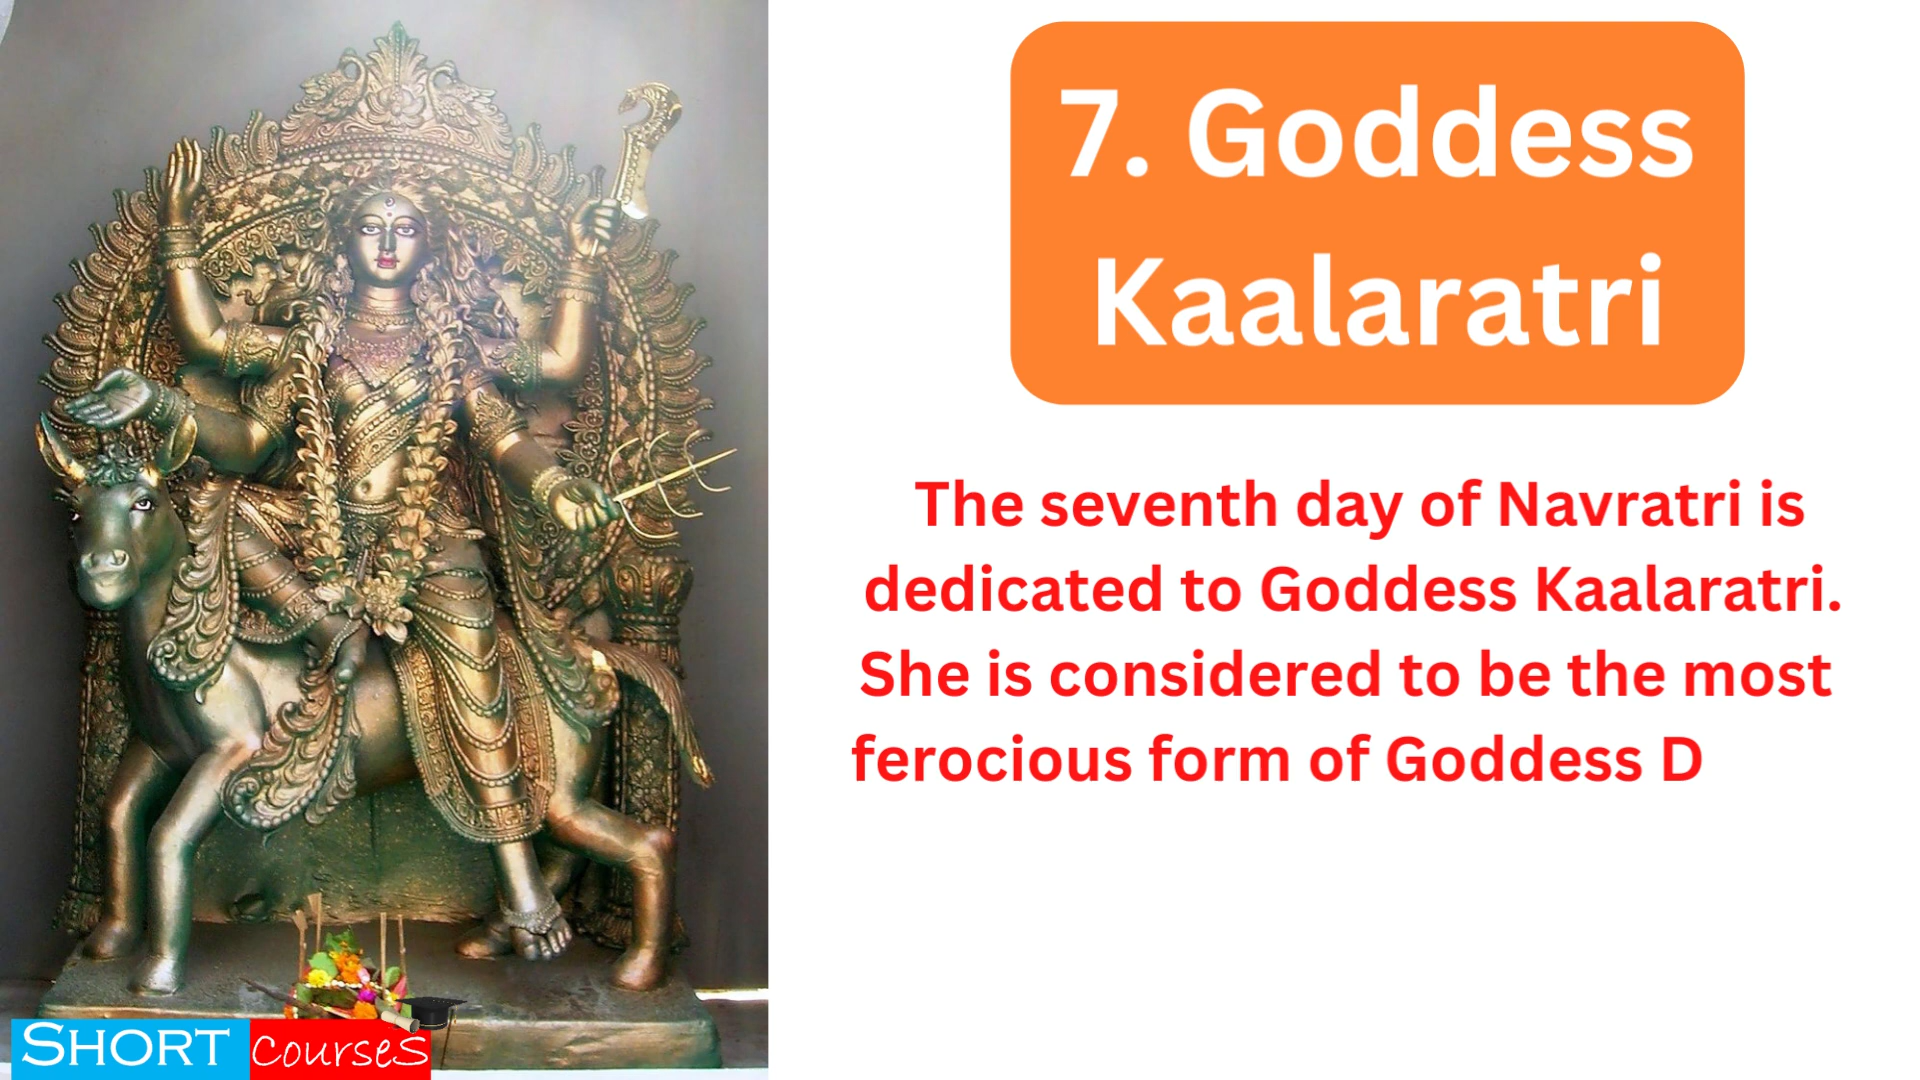 7. Goddess
Kaalaratri
The seventh day of Navratri is
dedicated to Goddess Kaalaratri.
She is considered to be the most
ferocious form of Goddess D
SHORT CourseS